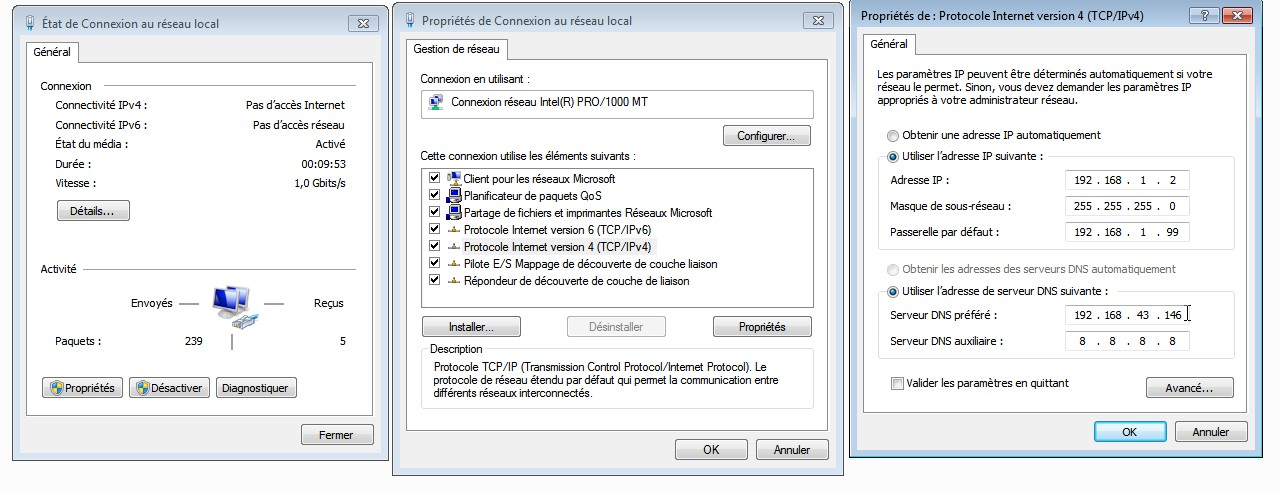 État de Connexion au réseau local
Général
Connexion
Connectivité IPv4 : Pas d'accès Internet
Connectivité IPv6 : Pas d'accès réseau
État du média : Activé
Durée : 00:09:53
Vitesse : 1,0 Gbits/s
Détails...
Activité
Envoyés — Reçus
Paquets : 239 5
Propriétés Désactiver Diagnostiquer
Fermer
Propriétés de Connexion au réseau local
Gestion de réseau
Connexion en utilisant :
Connexion réseau Intel(R) PRO/1000 MT
Configurer...
Cette connexion utilise les éléments suivants :
Client pour les réseaux Microsoft
Planificateur de paquets QoS
Partage de fichiers et imprimantes Réseaux Microsoft
Protocole Internet version 6 (TCP/IPv6)
Protocole Internet version 4 (TCP/IPv4)
Pilote E/S Mappage de découverte de couche liaison
Répondeur de découverte de couche de liaison
Installer... Désinstaller Propriétés
Description
Protocole TCP/IP (Transmission Control Protocol/Internet Protocol). Le
protocole de réseau étendu par défaut qui permet la communication entre
différents réseaux interconnectés.
OK Annuler
Propriétés de : Protocole Internet version 4 (TCP/IPv4)
Général
Les paramètres IP peuvent être déterminés automatiquement si votre
réseau le permet. Sinon, vous devez demander les paramètres IP
appropriés à votre administrateur réseau.
Obtenir une adresse IP automatiquement
Utiliser l'adresse IP suivante :
Adresse IP : 192 . 168 . 1 . 2
Masque de sous-réseau : 255 . 255 . 255 . 0
Passerelle par défaut : 192 . 168 . 1 . 99
Obtenir les adresses des serveurs DNS automatiquement
Utiliser l'adresse de serveur DNS suivante :
Serveur DNS préféré : 192 . 168 . 43 . 146
Serveur DNS auxiliaire : 8 . 8 . 8 . 8
Valider les paramètres en quittant
Avancé...
OK Annuler